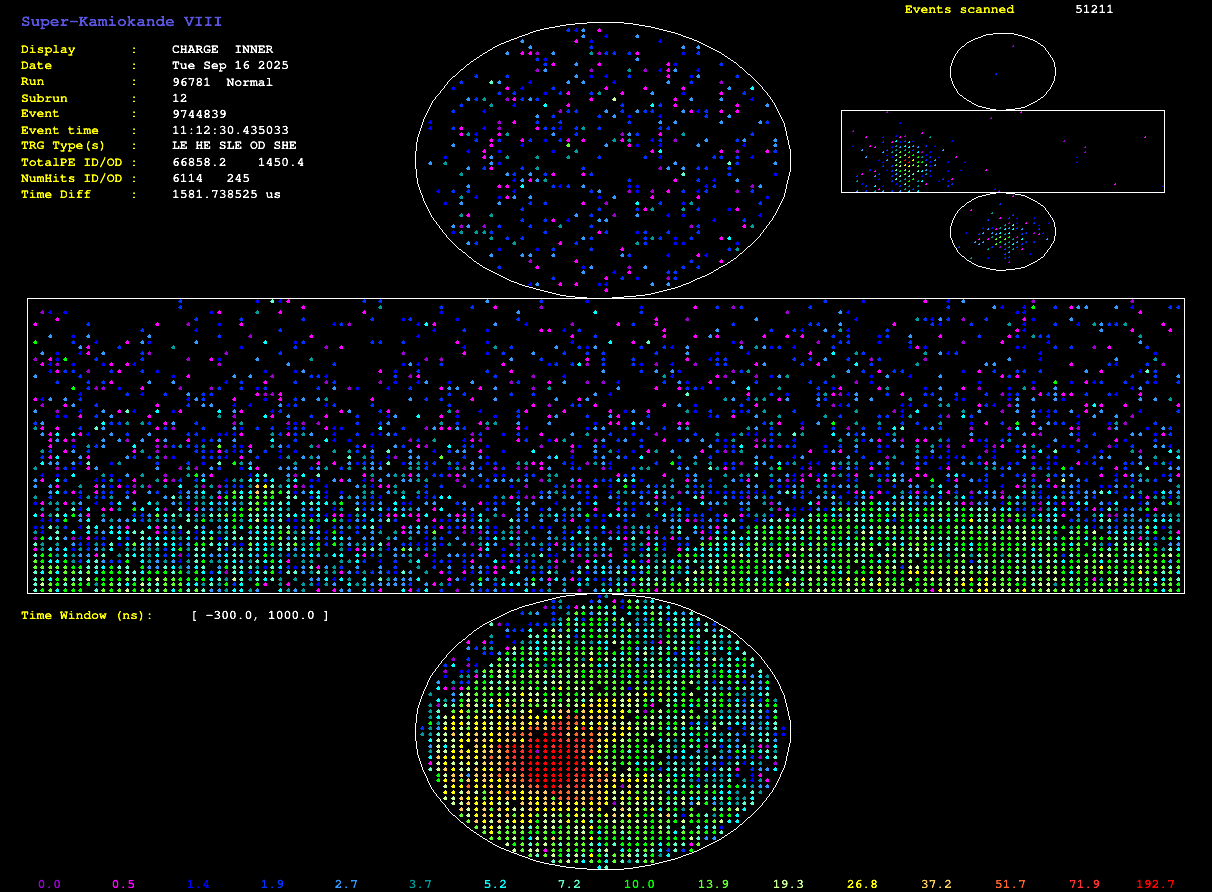 Super-Kamiokande VIII
Display : CHARGE INNER
Date : Tue Sep 16 2025
Run : 96781 Normal
Subrun : 12
Event : 9744839
Event time : 11:12:30.435033
TRG Type(s) : LE HE SLE OD SHE
TotalPE ID/OD : 66858.2 1450.4
NumHits ID/OD : 6114 245
Time Diff : 1581.738525 us
Events scanned 51211
Time Window (ns): [ -300.0, 1000.0 ]
0.0 0.5 1.4 1.9 2.7 3.7 5.2 7.2 10.0 13.9 19.3 26.8 37.2 51.7 71.9 192.7